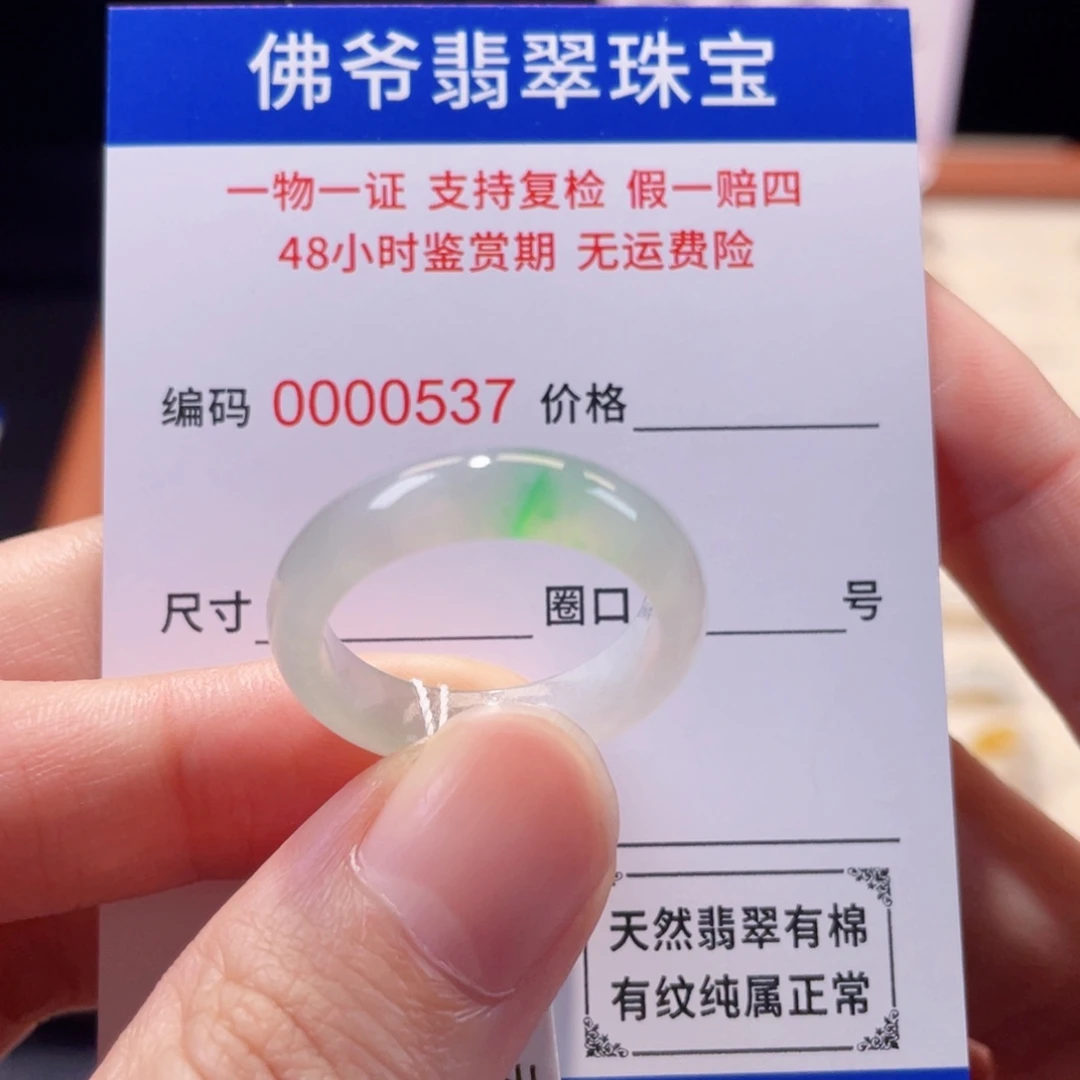 佛爷翡翠珠宝
一物一证 支持复检 假一赔四
48小时鉴赏期 无运费险
编码 0000537 价格
尺寸 圈口 号
天然翡翠有棉
有纹纯属正常